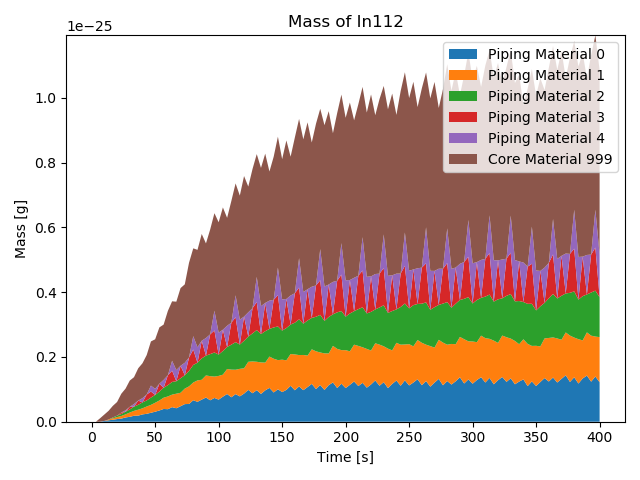 Mass of In112
1e−25
Piping Material 0
Piping Material 1
Piping Material 2
Piping Material 3
Piping Material 4
Core Material 999
Mass [g]
1.0
0.8
0.6
0.4
0.2
0.0
0 50 100 150 200 250 300 350 400
Time [s]